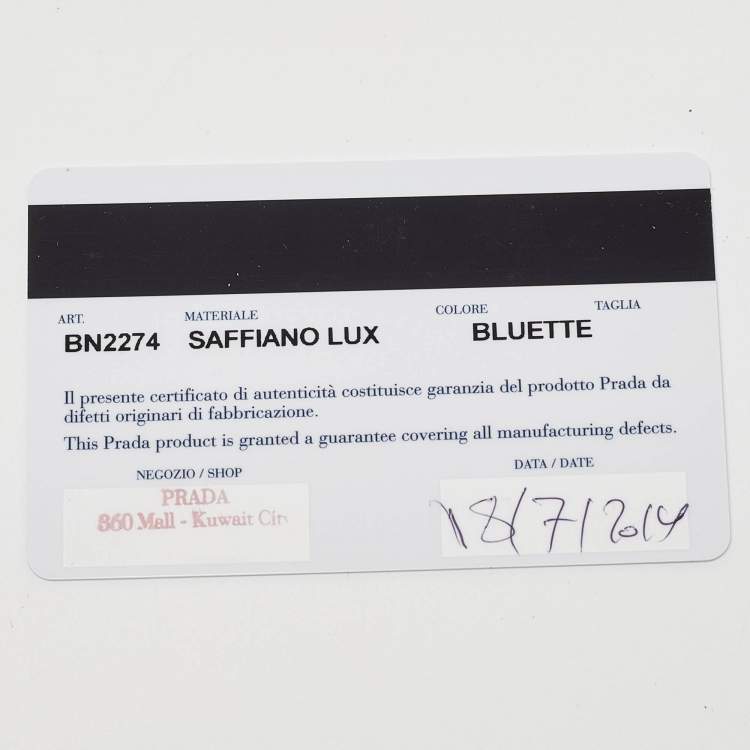 ART. MATERIALE COLORE TAGLIA
BN2274 SAFFIANO LUX BLUETTE
Il presente certificato di autenticità costituisce garanzia del prodotto Prada da
difetti originari di fabbricazione.
This Prada product is granted a guarantee covering all manufacturing defects.
NEGOZIO / SHOP DATA / DATE
PRADA
360 Mall - Kuwait City
18/7/2014